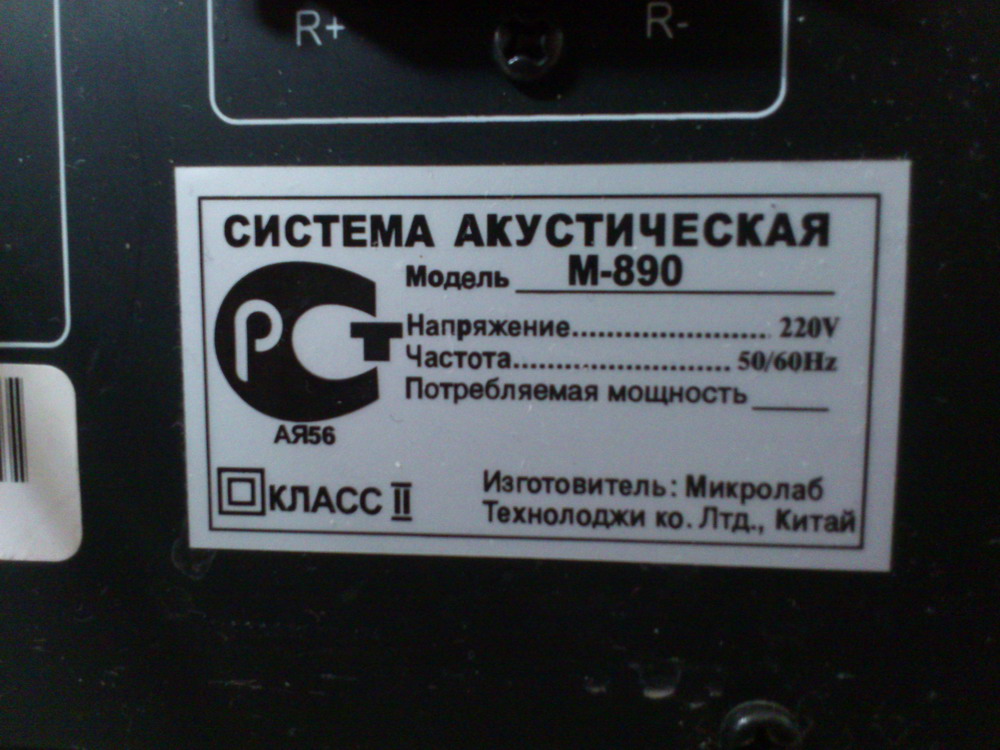 R+ R-
СИСТЕМА АКУСТИЧЕСКАЯ
Модель М-890
РСТ
Напряжение....................... 220V
Частота.......................... 50/60Hz
Потребляемая мощность ____
АЯ56
КЛАСС II
Изготовитель: Микролаб
Технолоджи ко. Лтд., Китай